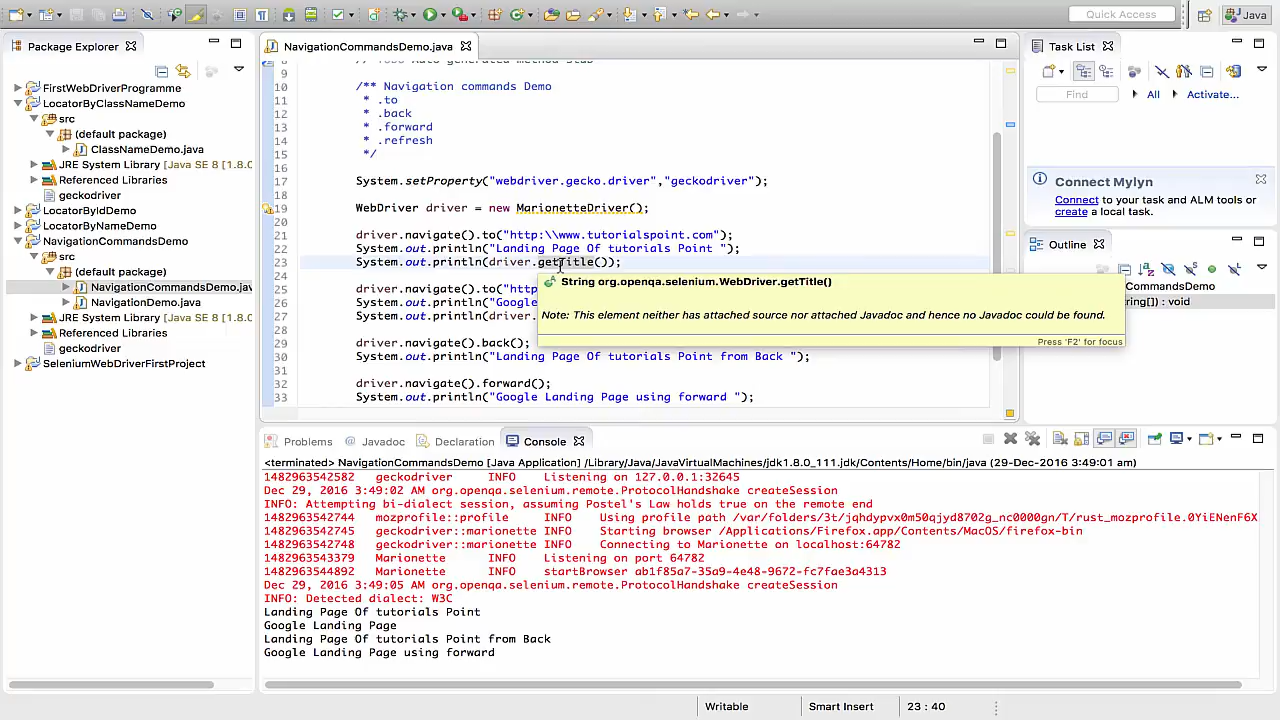 Quick Access
Java
Package Explorer
FirstWebDriverProgramme
LocatorByClassNameDemo
src
(default package)
ClassNameDemo.java
JRE System Library [Java SE 8 [1.8.0
Referenced Libraries
geckodriver
LocatorByIdDemo
LocatorByNameDemo
NavigationCommandsDemo
src
(default package)
NavigationCommandsDemo.jav
NavigationDemo.java
JRE System Library [Java SE 8 [1.8.0
Referenced Libraries
geckodriver
SeleniumWebDriverFirstProject
NavigationCommandsDemo.java
9
10 /** Navigation commands Demo
11 * .to
12 * .back
13 * .forward
14 * .refresh
15 */
16
17 System.setProperty("webdriver.gecko.driver","geckodriver");
18
19 WebDriver driver = new MarionetteDriver();
20
21 driver.navigate().to("http:\\www.tutorialspoint.com");
22 System.out.println("Landing Page Of tutorials Point ");
23 System.out.println(driver.getTitle());
24
25 driver.navigate().to("http
26 System.out.println("Goog
27 System.out.println(driver.
28
29 driver.navigate().back();
30 System.out.println("Landing Page Of tutorials Point from Back ");
31
32 driver.navigate().forward();
33 System.out.println("Google Landing Page using forward ");
String org.openqa.selenium.WebDriver.getTitle()
Note: This element neither has attached source nor attached Javadoc and hence no Javadoc could be found.
Press 'F2' for focus
Task List
Find
All
Activate...
Connect Mylyn
Connect to your task and ALM tools or
create a local task.
Outline
CommandsDemo
ring[]) : void
Problems
Javadoc
Declaration
Console
<terminated> NavigationCommandsDemo [Java Application] /Library/Java/JavaVirtualMachines/jdk1.8.0_111.jdk/Contents/Home/bin/java (29-Dec-2016 3:49:01 am)
1482963542582 geckodriver INFO Listening on 127.0.0.1:32645
Dec 29, 2016 3:49:02 AM org.openqa.selenium.remote.ProtocolHandshake createSession
INFO: Attempting bi-dialect session, assuming Postel's Law holds true on the remote end
1482963542744 mozprofile::profile INFO Using profile path /var/folders/3t/jqhdypvx0m50qjyd8702g_nc0000gn/T/rust_mozprofile.0YiENenF6X
1482963542745 geckodriver::marionette INFO Starting browser /Applications/Firefox.app/Contents/MacOS/firefox-bin
1482963542748 geckodriver::marionette INFO Connecting to Marionette on localhost:64782
1482963543379 Marionette INFO Listening on port 64782
1482963544892 Marionette INFO startBrowser ab1f85a7-35a9-4e48-9672-fc7fae3a4313
Dec 29, 2016 3:49:05 AM org.openqa.selenium.remote.ProtocolHandshake createSession
INFO: Detected dialect: W3C
Landing Page Of tutorials Point
Google Landing Page
Landing Page Of tutorials Point from Back
Google Landing Page using forward
Writable
Smart Insert
23 : 40